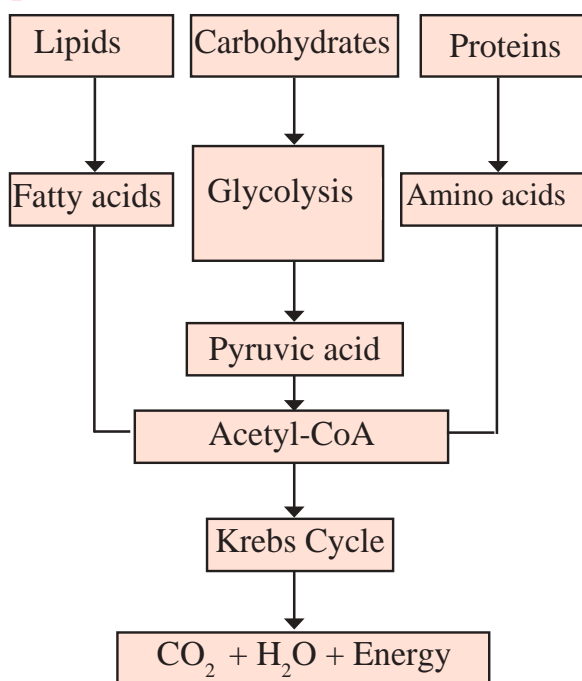 Lipids
Carbohydrates
Proteins
Fatty acids
Glycolysis
Amino acids
Pyruvic acid
Acetyl-CoA
Krebs Cycle
CO₂ + H₂O + Energy